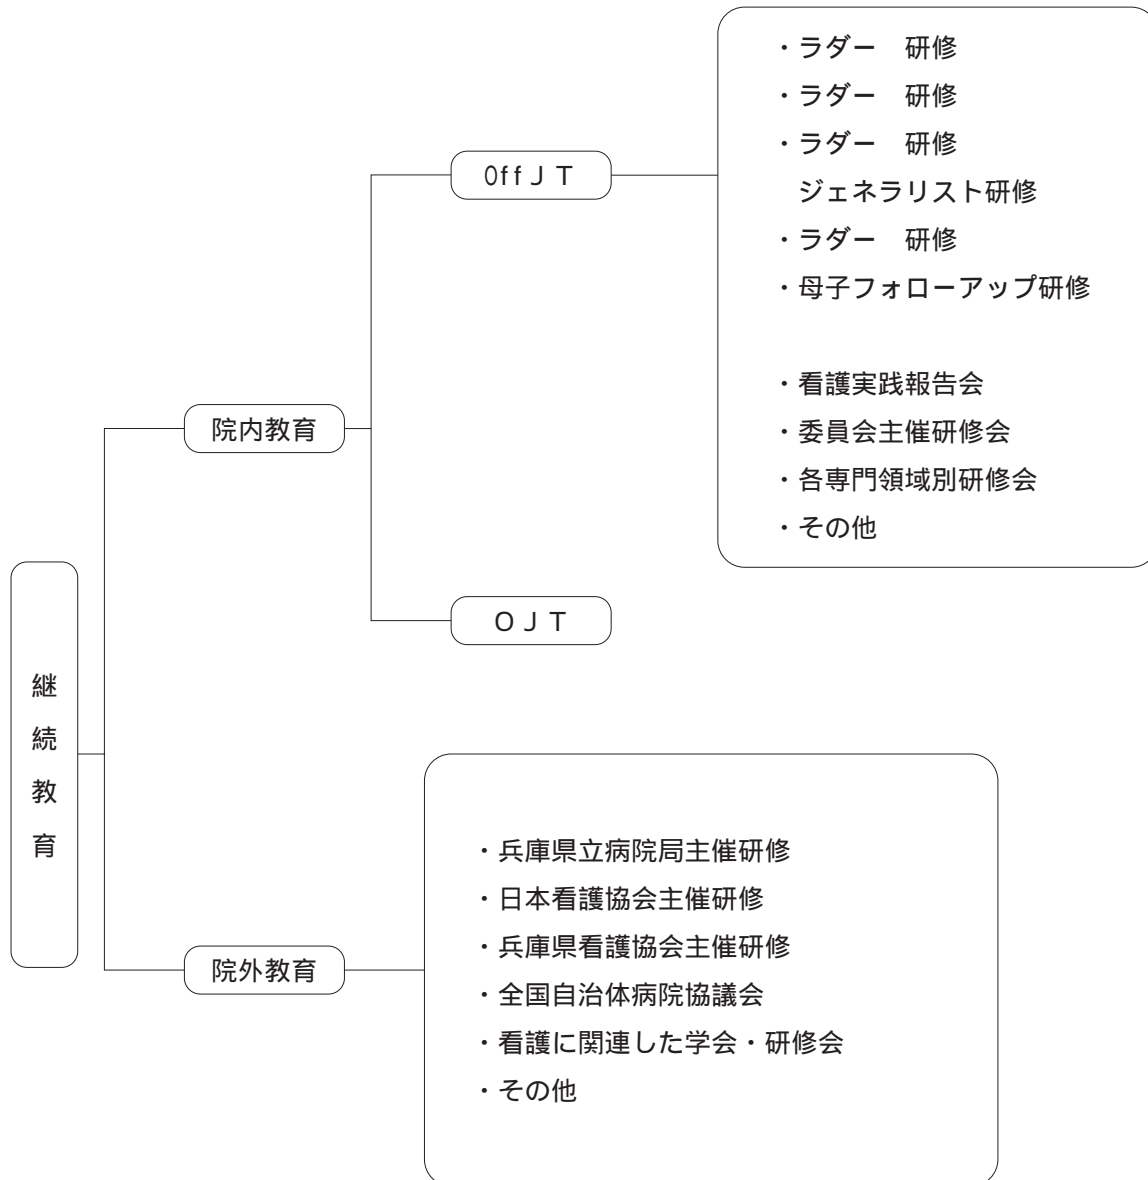 ・ラダー　研修
・ラダー　研修
・ラダー　研修
ジェネラリスト研修
・ラダー　研修
・母子フォローアップ研修
・看護実践報告会
・委員会主催研修会
・各専門領域別研修会
・その他
OffＪＴ
院内教育
ＯＪＴ
継続教育
院外教育
・兵庫県立病院局主催研修
・日本看護協会主催研修
・兵庫県看護協会主催研修
・全国自治体病院協議会
・看護に関連した学会・研修会
・その他